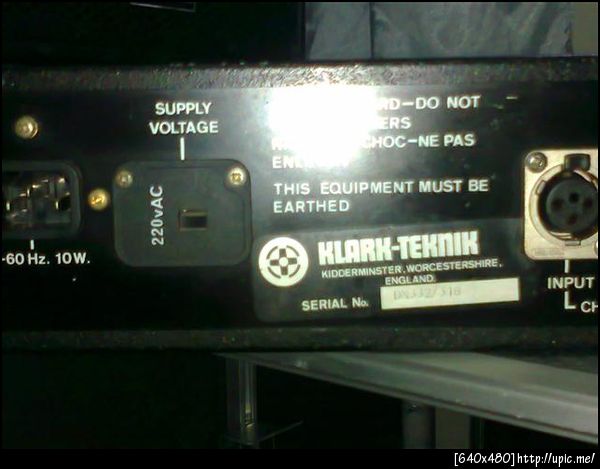 SUPPLY
VOLTAGE
220vAC
-60 Hz. 10W.
RD-DO NOT
ERS
CHOC-NE PAS
THIS EQUIPMENT MUST BE
EARTHED
KLARK-TEKNIK
KIDDERMINSTER, WORCESTERSHIRE,
ENGLAND
SERIAL No.
INPUT
CH
[640x480]http://upic.me/